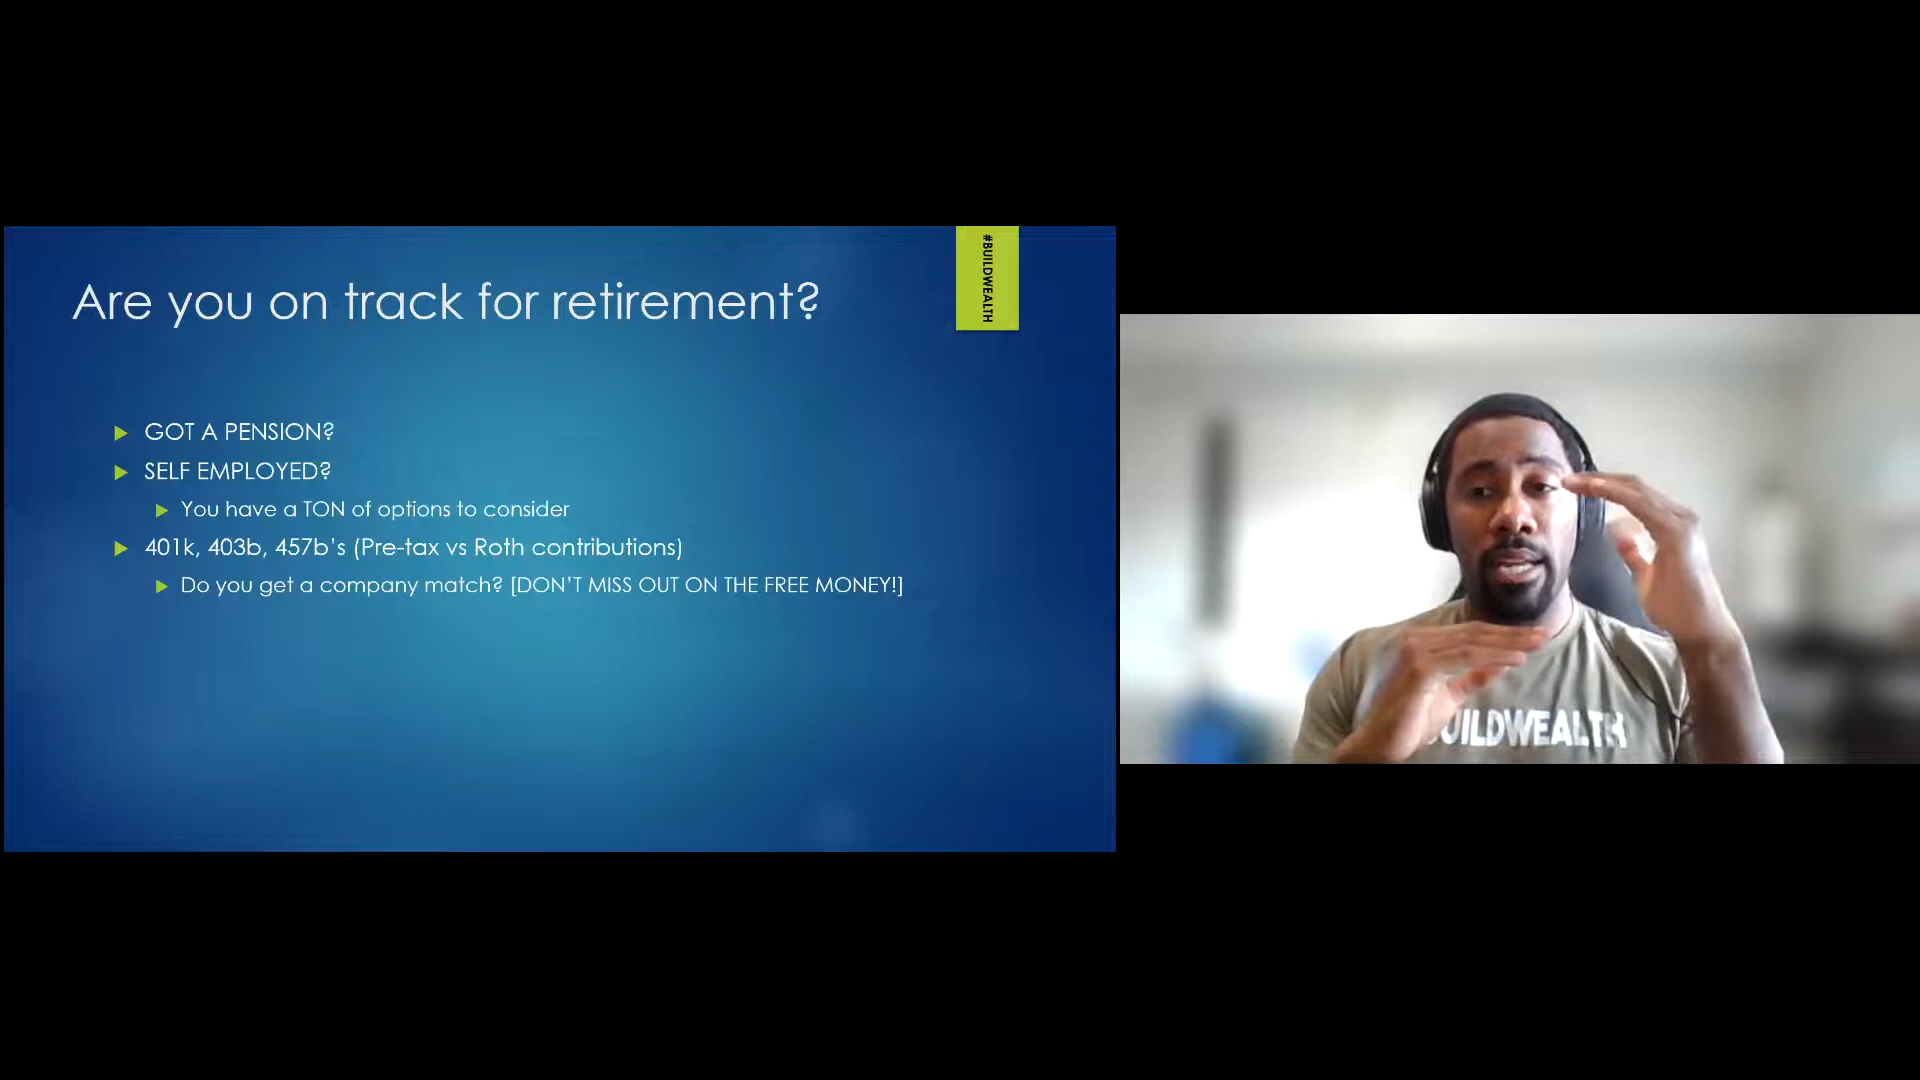 Are you on track for retirement?
#BUILDWEALTH
GOT A PENSION?
SELF EMPLOYED?
You have a TON of options to consider
401k, 403b, 457b’s (Pre-tax vs Roth contributions)
Do you get a company match? [DON’T MISS OUT ON THE FREE MONEY!]
UILDWEALTH